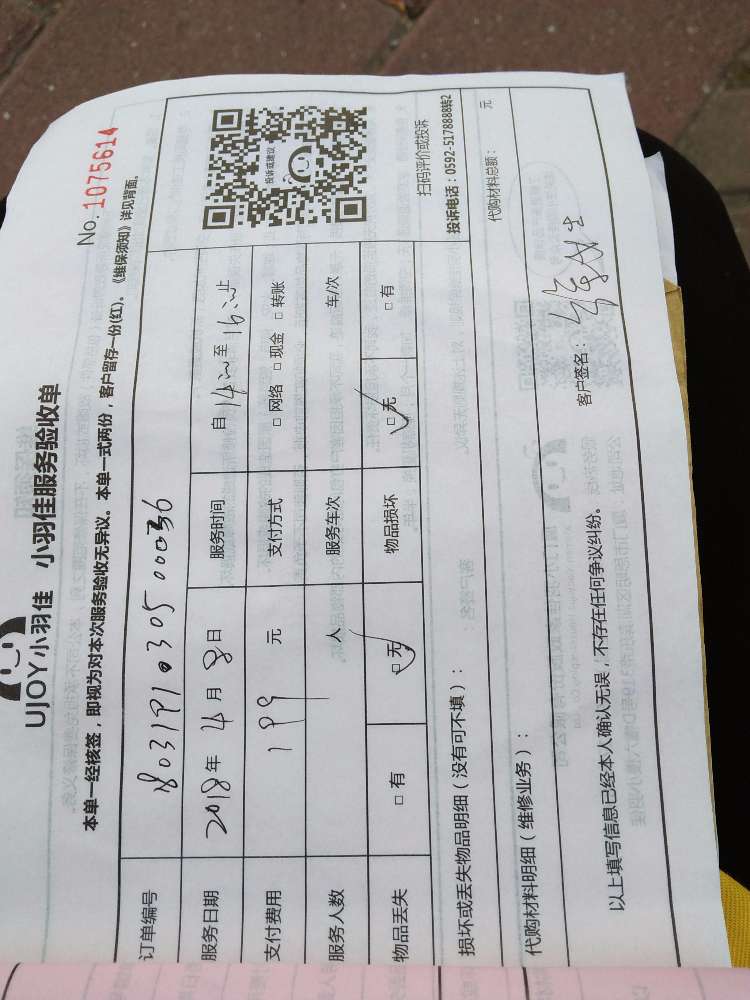 UJOY小羽佳 小羽佳服务验收单
No. 1075614
本单一经核签，即视为对本次服务验收无异议。本单一式两份，客户留存一份(红)。《维保须知》详见背面。
订单编号
服务日期 2018年 4月 8日 服务时间 自 14:00 至 16:00 止
支付费用 199 元 支付方式 □ 网络 □ 现金 □ 转账
服务人数 人 服务车次 车/次
物品丢失 □ 有 □ 无 物品损坏 □ 无 □ 有
投诉或建议
扫码评价或投诉
投诉电话：0592-5178888转2
损坏或丢失物品明细（没有可不填）：
代购材料明细（维修业务）： 代购材料总额： 元
以上填写信息已经本人确认无误，不存在任何争议纠纷。 客户签名：